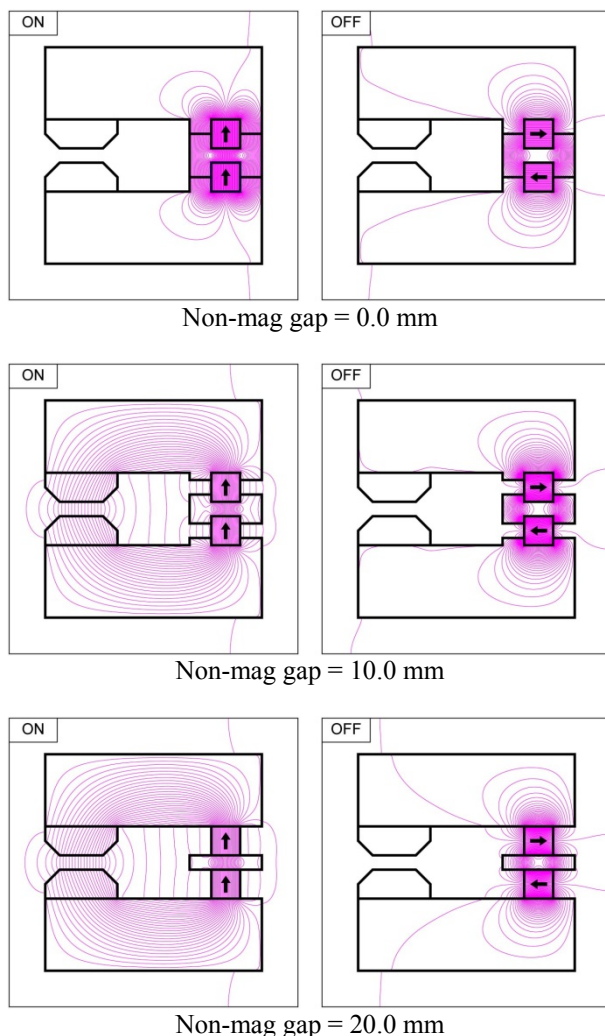 ON
OFF
Non-mag gap = 0.0 mm
ON
OFF
Non-mag gap = 10.0 mm
ON
OFF
Non-mag gap = 20.0 mm